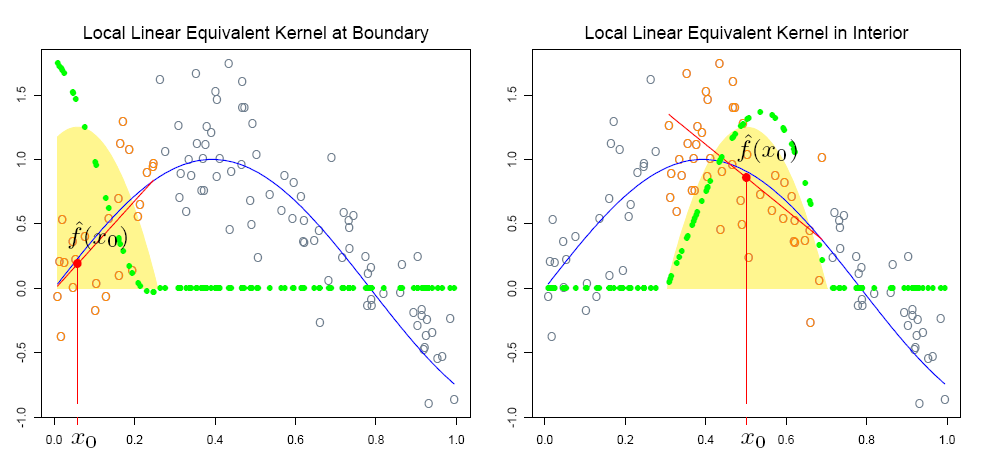 Local Linear Equivalent Kernel at Boundary
1.5
1.0
0.5
0.0
-0.5
-1.0
f̂(x₀)
0.0 x₀ 0.2 0.4 0.6 0.8 1.0
Local Linear Equivalent Kernel in Interior
1.5
1.0
0.5
0.0
-0.5
-1.0
f̂(x₀)
0.0 0.2 0.4 x₀ 0.6 0.8 1.0